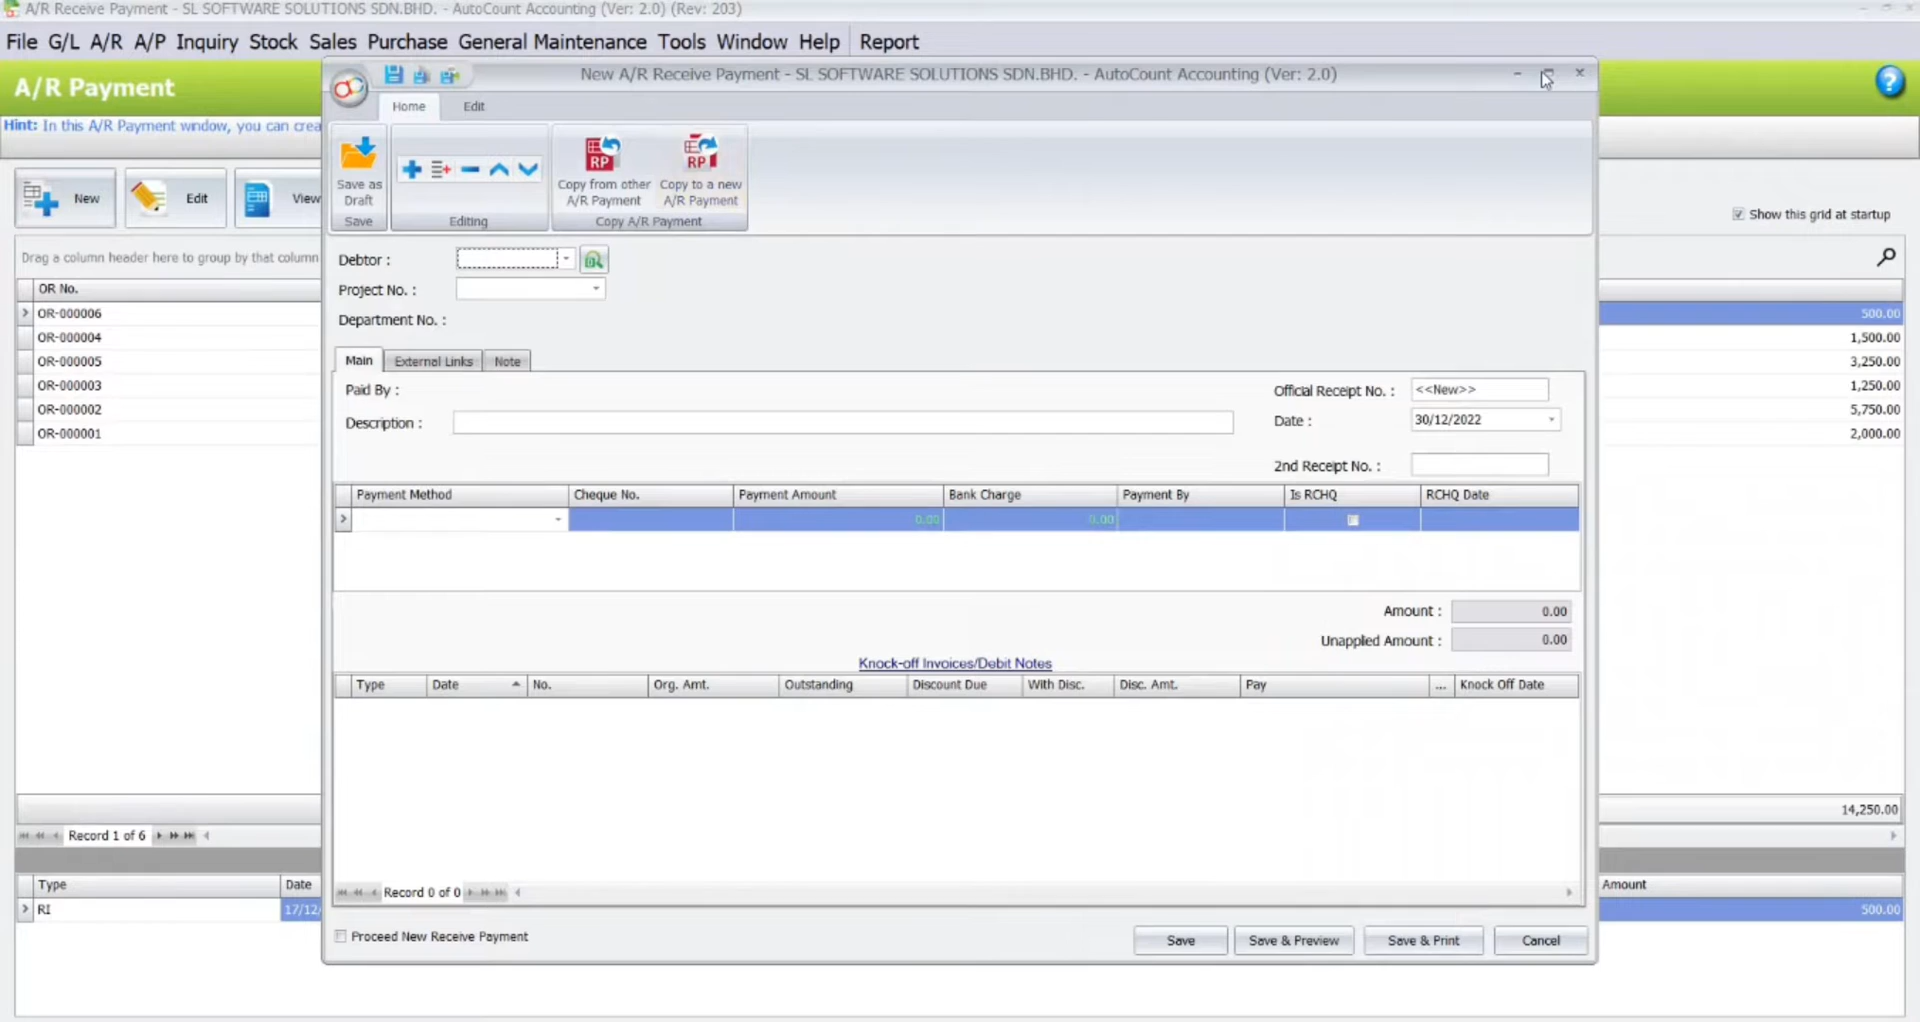 A/R Receive Payment - SL SOFTWARE SOLUTIONS SDN.BHD. - AutoCount Accounting (Ver: 2.0) (Rev: 203)
File G/L A/R A/P Inquiry Stock Sales Purchase General Maintenance Tools Window Help Report
A/R Payment
Hint: In this A/R Payment window, you can crea
New Edit View
Show this grid at startup
Drag a column header here to group by that column
OR No.
OR-000006 500.00
OR-000004 1,500.00
OR-000005 3,250.00
OR-000003 1,250.00
OR-000002 5,750.00
OR-000001 2,000.00
14,250.00
Record 1 of 6
Type Date Amount
RI 17/12/ 500.00
New A/R Receive Payment - SL SOFTWARE SOLUTIONS SDN.BHD. - AutoCount Accounting (Ver: 2.0)
Home Edit
RP RP
Save as Copy from other Copy to a new
Draft A/R Payment A/R Payment
Save Editing Copy A/R Payment
Debtor :
Project No. :
Department No. :
Main External Links Note
Paid By : Official Receipt No. : <<New>>
Description : Date : 30/12/2022
2nd Receipt No. :
Payment Method Cheque No. Payment Amount Bank Charge Payment By Is RCHQ RCHQ Date
0.00 0.00
Amount : 0.00
Unapplied Amount : 0.00
Knock-off Invoices/Debit Notes
Type Date No. Org. Amt. Outstanding Discount Due With Disc. Disc. Amt. Pay ... Knock Off Date
Record 0 of 0
Proceed New Receive Payment Save Save & Preview Save & Print Cancel